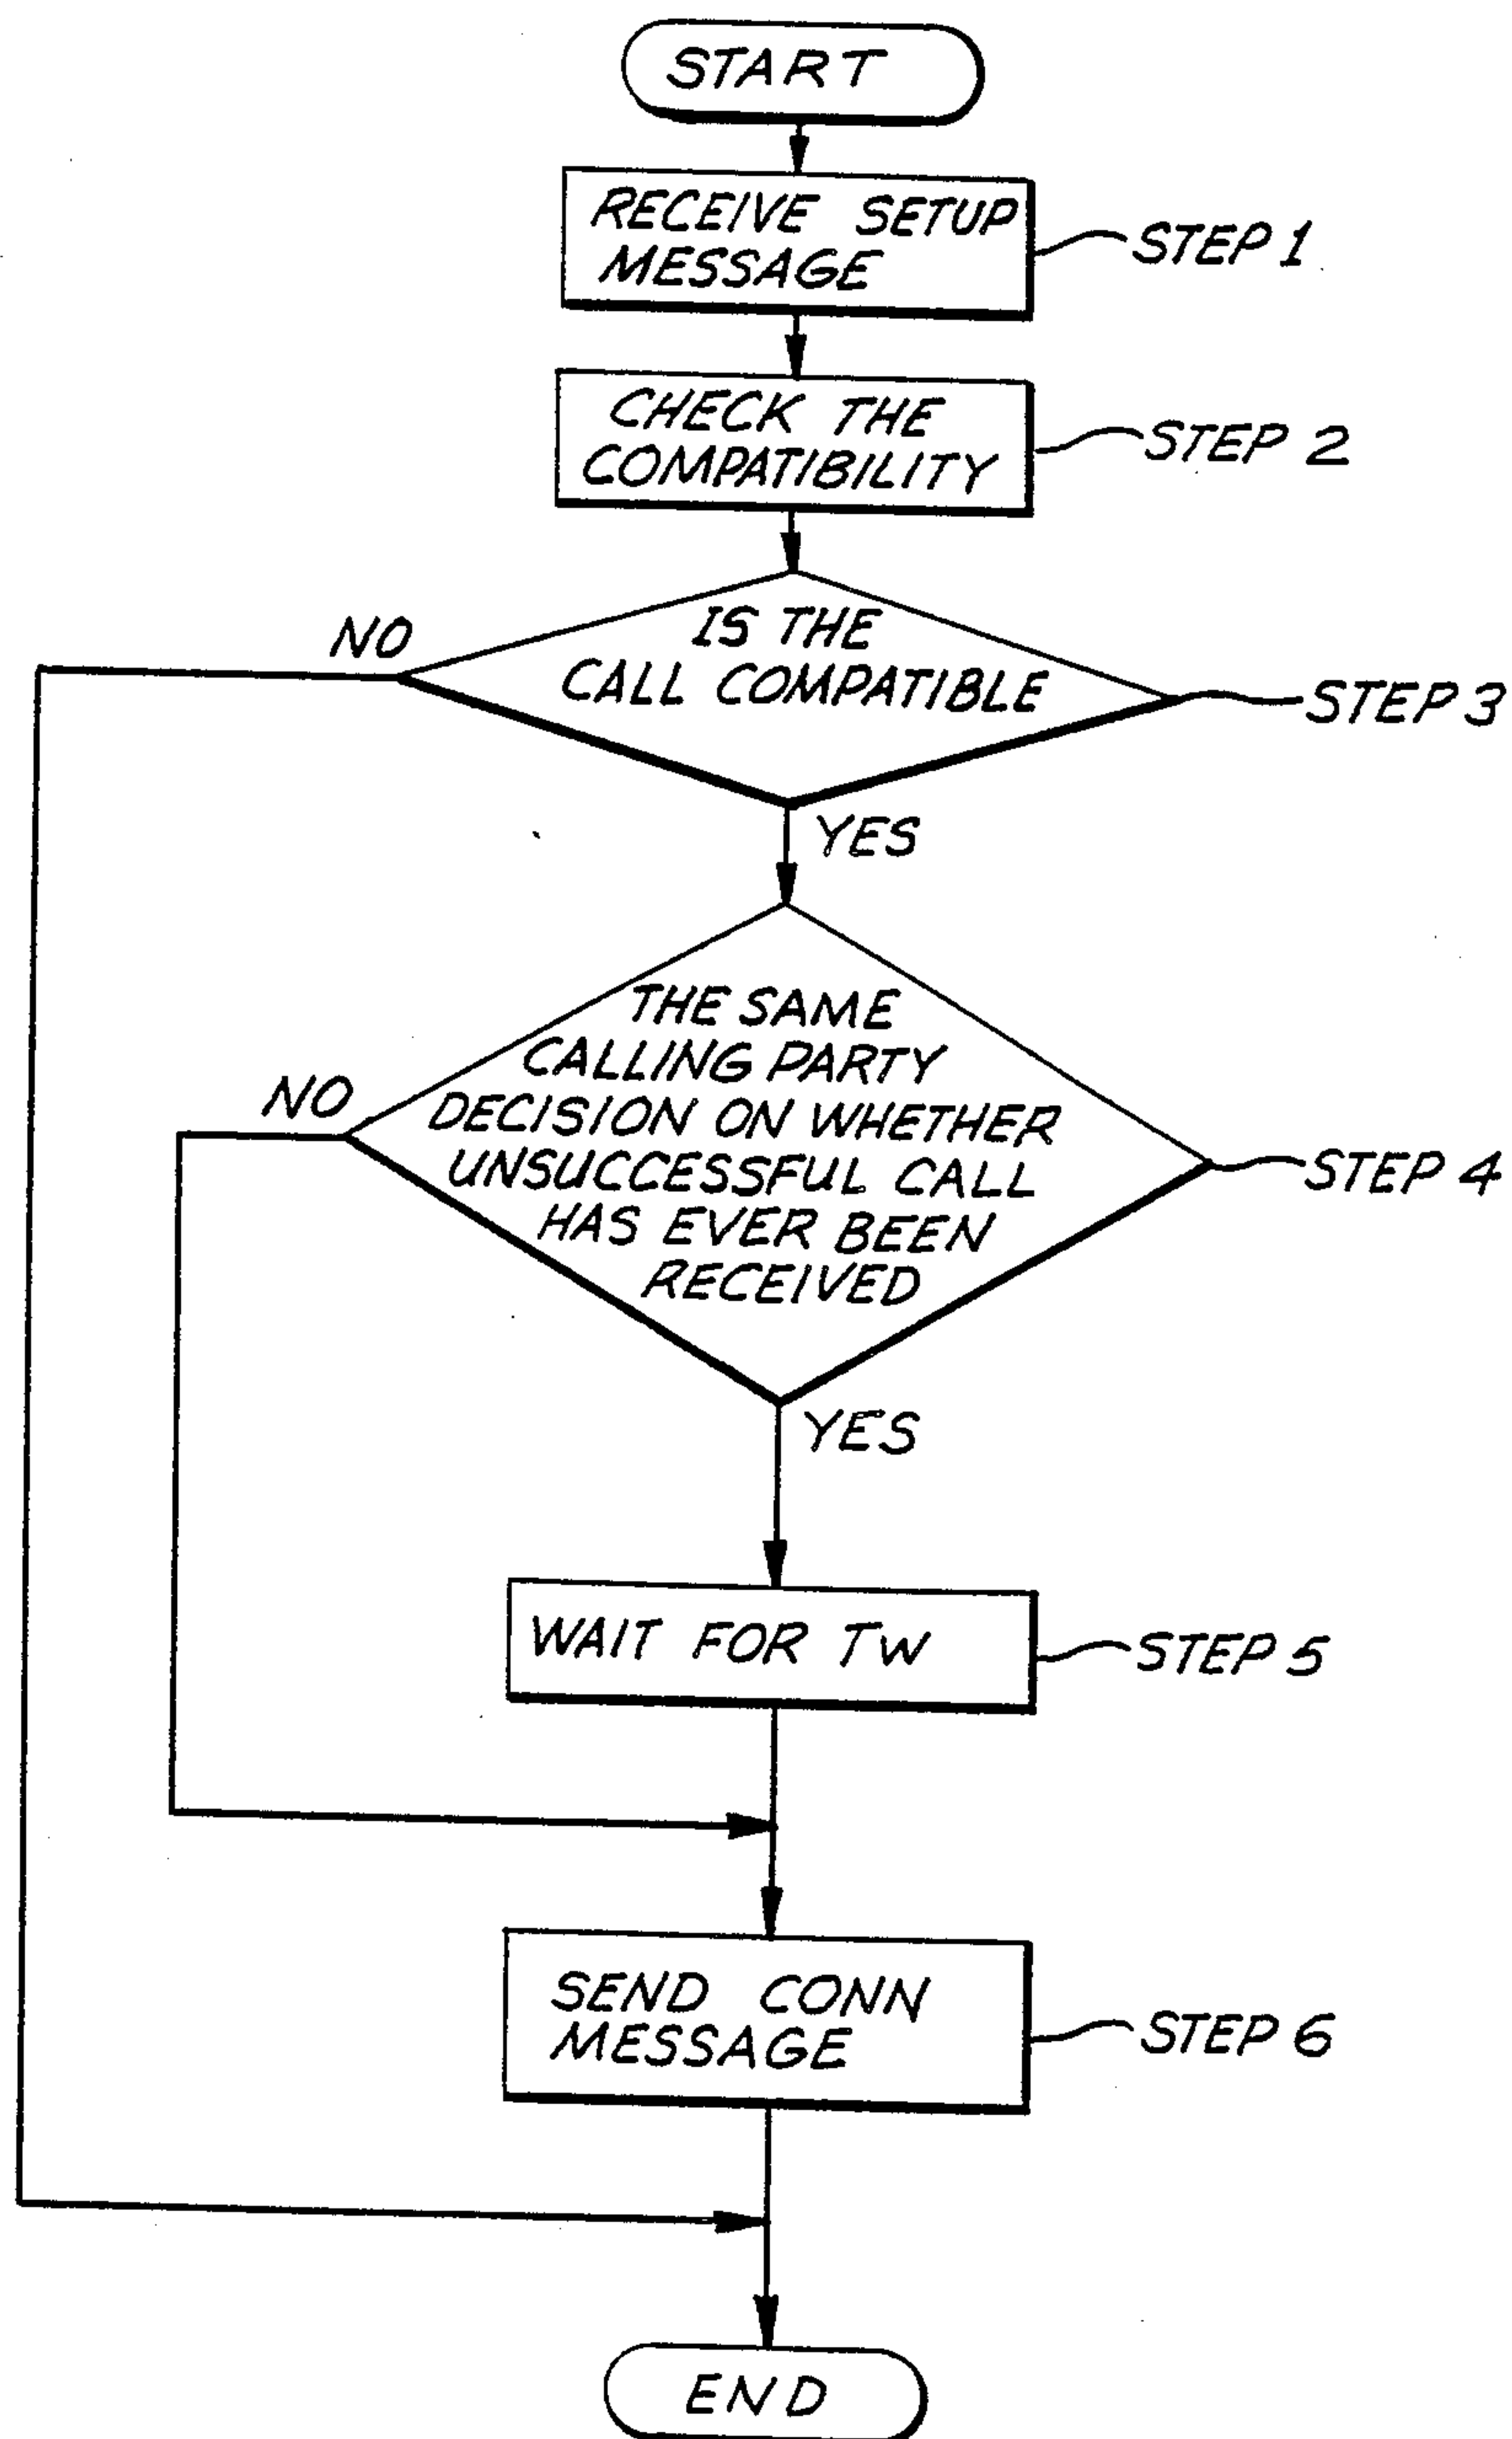 START
RECEIVE SETUP
MESSAGE
STEP 1
CHECK THE
COMPATIBILITY
STEP 2
IS THE
CALL COMPATIBLE
NO
STEP 3
YES
THE SAME
CALLING PARTY
DECISION ON WHETHER
UNSUCCESSFUL CALL
HAS EVER BEEN
RECEIVED
NO
STEP 4
YES
WAIT FOR TW
STEP 5
SEND CONN
MESSAGE
STEP 6
END